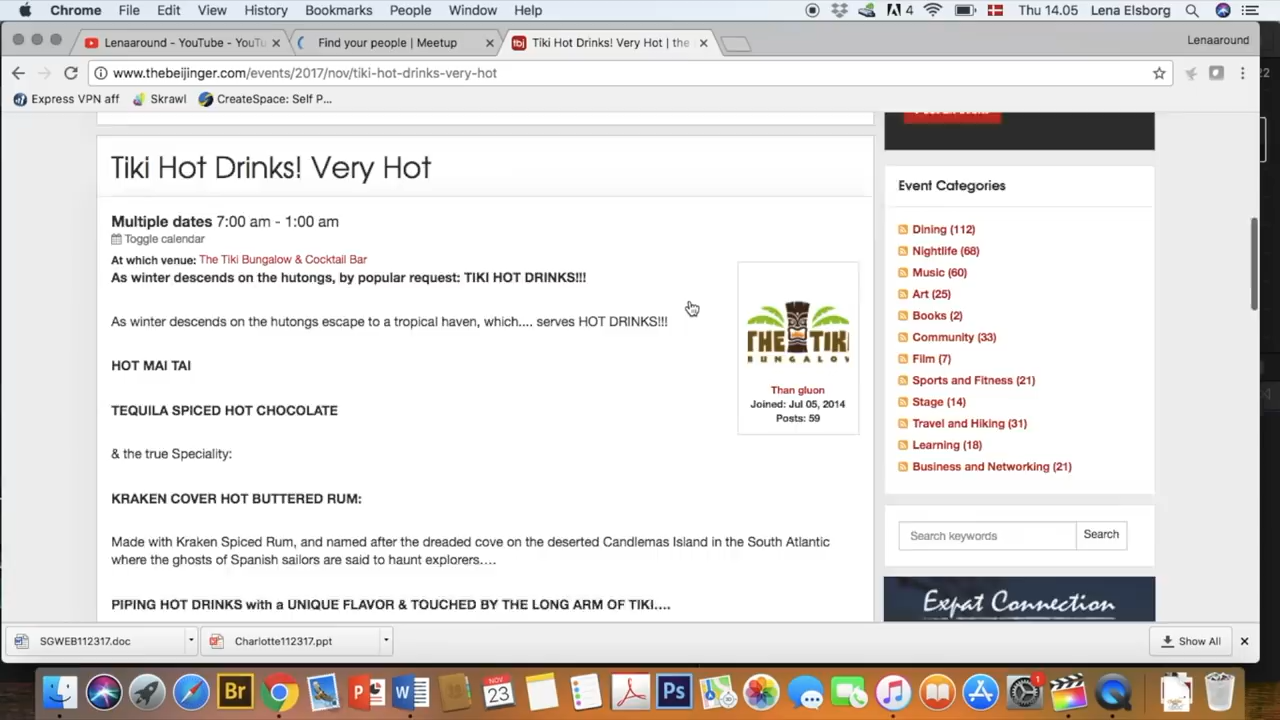 Chrome File Edit View History Bookmarks People Window Help 4 Thu 14.05 Lena Elsborg
Lenaaround - YouTube - YouTu Find your people | Meetup tbj Tiki Hot Drinks! Very Hot | the Lenaaround
www.thebeijinger.com/events/2017/nov/tiki-hot-drinks-very-hot
Express VPN aff Skrawl CreateSpace: Self P...
Tiki Hot Drinks! Very Hot
Multiple dates 7:00 am - 1:00 am
Toggle calendar
At which venue: The Tiki Bungalow & Cocktail Bar
As winter descends on the hutongs, by popular request: TIKI HOT DRINKS!!!
As winter descends on the hutongs escape to a tropical haven, which.... serves HOT DRINKS!!!
HOT MAI TAI
TEQUILA SPICED HOT CHOCOLATE
& the true Speciality:
KRAKEN COVER HOT BUTTERED RUM:
Made with Kraken Spiced Rum, and named after the dreaded cove on the deserted Candlemas Island in the South Atlantic
where the ghosts of Spanish sailors are said to haunt explorers....
PIPING HOT DRINKS with a UNIQUE FLAVOR & TOUCHED BY THE LONG ARM OF TIKI....
THE TIKI
BUNGALOW
Than gluon
Joined: Jul 05, 2014
Posts: 59
Event Categories
Dining (112)
Nightlife (68)
Music (60)
Art (25)
Books (2)
Community (33)
Film (7)
Sports and Fitness (21)
Stage (14)
Travel and Hiking (31)
Learning (18)
Business and Networking (21)
Search keywords Search
Expat Connection
SGWEB112317.doc Charlotte112317.ppt Show All
Br NOV 23 Ps 1